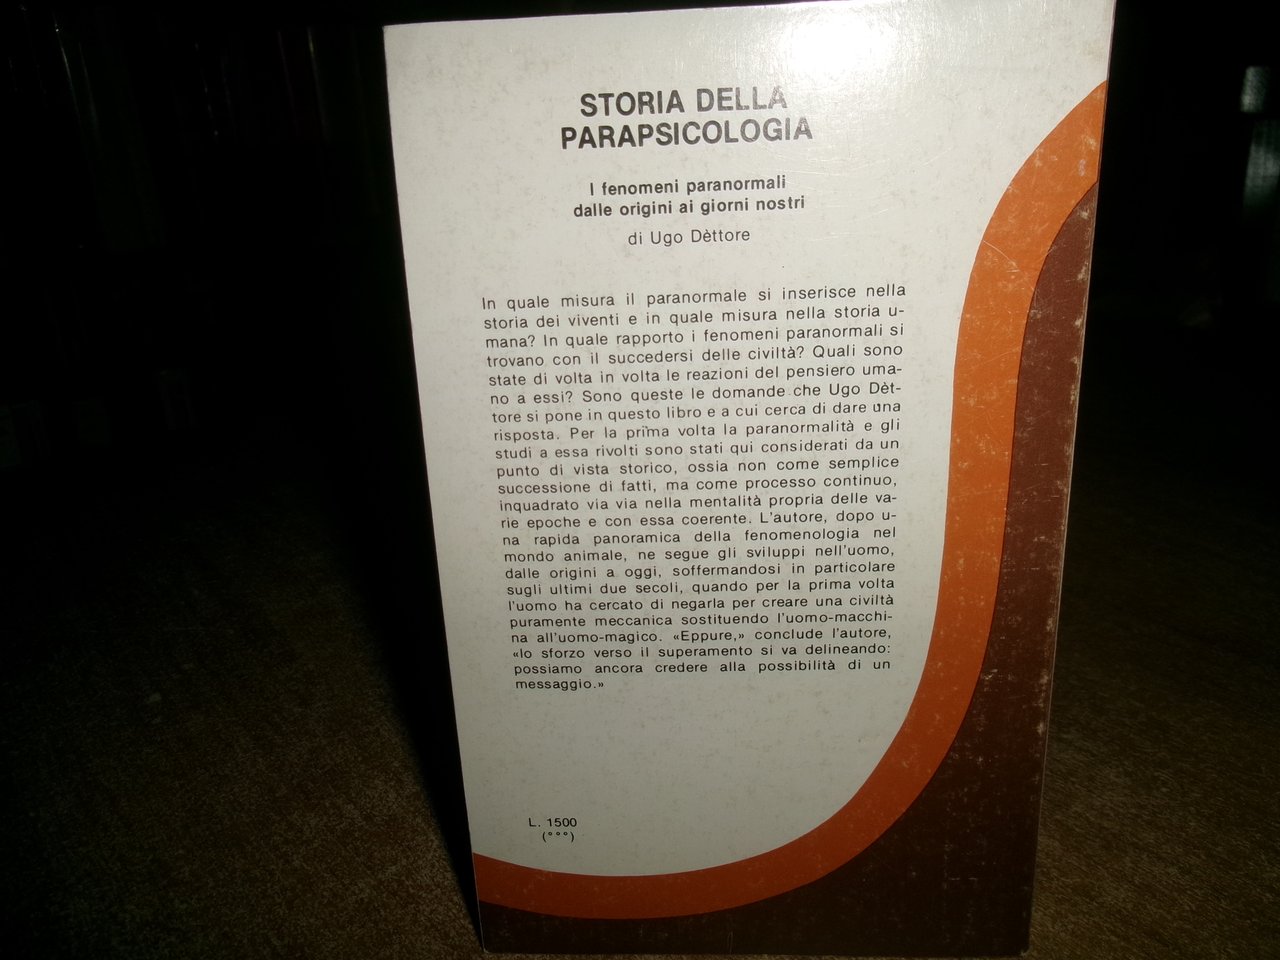 STORIA DELLA
PARAPSICOLOGIA
I fenomeni paranormali
dalle origini ai giorni nostri
di Ugo Dèttore
In quale misura il paranormale si inserisce nella
storia dei viventi e in quale misura nella storia u-
mana? In quale rapporto i fenomeni paranormali si
trovano con il succedersi delle civiltà? Quali sono
state di volta in volta le reazioni del pensiero uma-
no a essi? Sono queste le domande che Ugo Dèt-
tore si pone in questo libro e a cui cerca di dare una
risposta. Per la prima volta la paranormalità e gli
studi a essa rivolti sono stati qui considerati da un
punto di vista storico, ossia non come semplice
successione di fatti, ma come processo continuo,
inquadrato via via nella mentalità propria delle va-
rie epoche e con essa coerente. L'autore, dopo u-
na rapida panoramica della fenomenologia nel
mondo animale, ne segue gli sviluppi nell'uomo,
dalle origini a oggi, soffermandosi in particolare
sugli ultimi due secoli, quando per la prima volta
l'uomo ha cercato di negarla per creare una civiltà
puramente meccanica sostituendo l'uomo-macchi-
na all'uomo-magico. «Eppure,» conclude l'autore,
«lo sforzo verso il superamento si va delineando:
possiamo ancora credere alla possibilità di un
messaggio.»
L. 1500
(°°°)